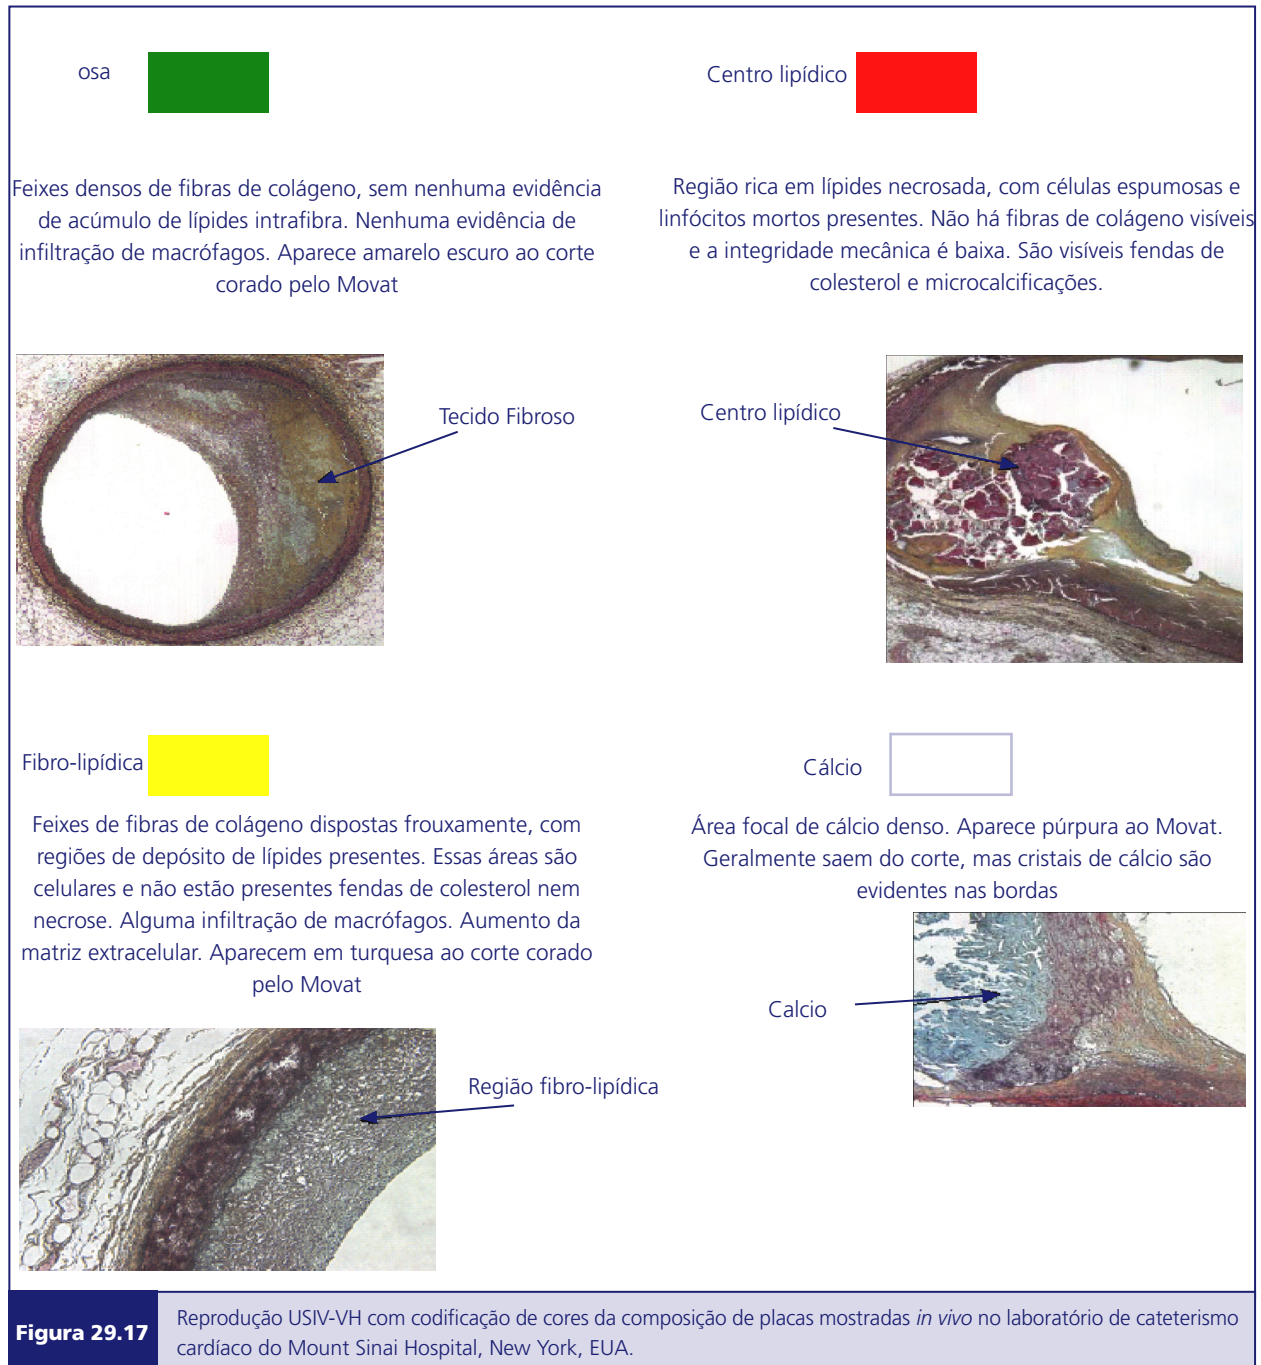 osa
Feixes densos de fibras de colágeno, sem nenhuma evidência
de acúmulo de lípides intrafibra. Nenhuma evidência de
infiltração de macrófagos. Aparece amarelo escuro ao corte
corado pelo Movat
Tecido Fibroso
Centro lipídico
Região rica em lípides necrosada, com células espumosas e
linfócitos mortos presentes. Não há fibras de colágeno visíveis
e a integridade mecânica é baixa. São visíveis fendas de
colesterol e microcalcificações.
Centro lipídico
Fibro-lipídica
Feixes de fibras de colágeno dispostas frouxamente, com
regiões de depósito de lípides presentes. Essas áreas são
celulares e não estão presentes fendas de colesterol nem
necrose. Alguma infiltração de macrófagos. Aumento da
matriz extracelular. Aparecem em turquesa ao corte corado
pelo Movat
Região fibro-lipídica
Cálcio
Área focal de cálcio denso. Aparece púrpura ao Movat.
Geralmente saem do corte, mas cristais de cálcio são
evidentes nas bordas
Calcio
Figura 29.17
Reprodução USIV-VH com codificação de cores da composição de placas mostradas in vivo no laboratório de cateterismo
cardíaco do Mount Sinai Hospital, New York, EUA.